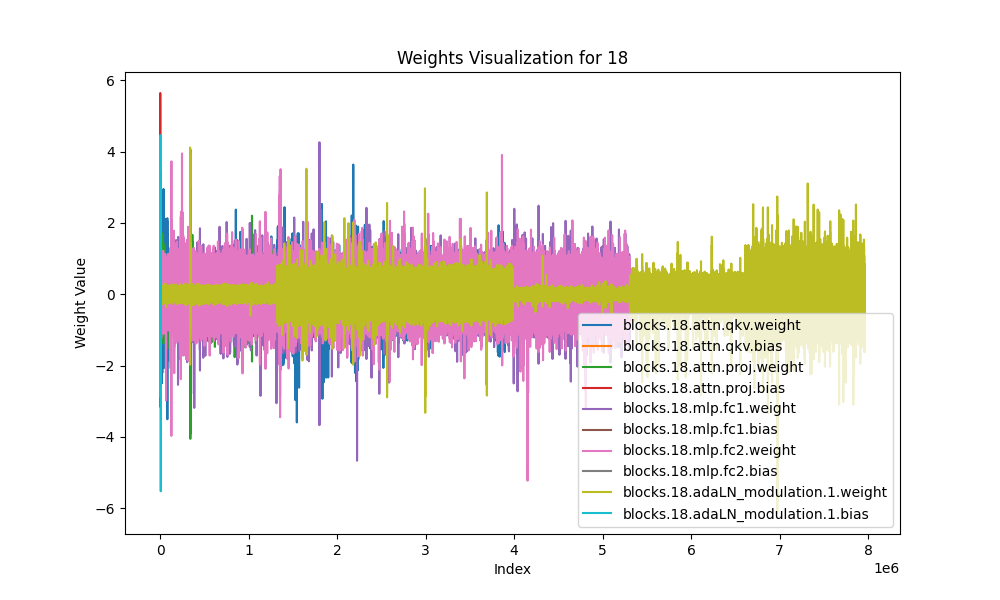 Weights Visualization for 18
6
4
2
0
−2
−4
−6
Weight Value
blocks.18.attn.qkv.weight
blocks.18.attn.qkv.bias
blocks.18.attn.proj.weight
blocks.18.attn.proj.bias
blocks.18.mlp.fc1.weight
blocks.18.mlp.fc1.bias
blocks.18.mlp.fc2.weight
blocks.18.mlp.fc2.bias
blocks.18.adaLN_modulation.1.weight
blocks.18.adaLN_modulation.1.bias
0 1 2 3 4 5 6 7 8
1e6
Index